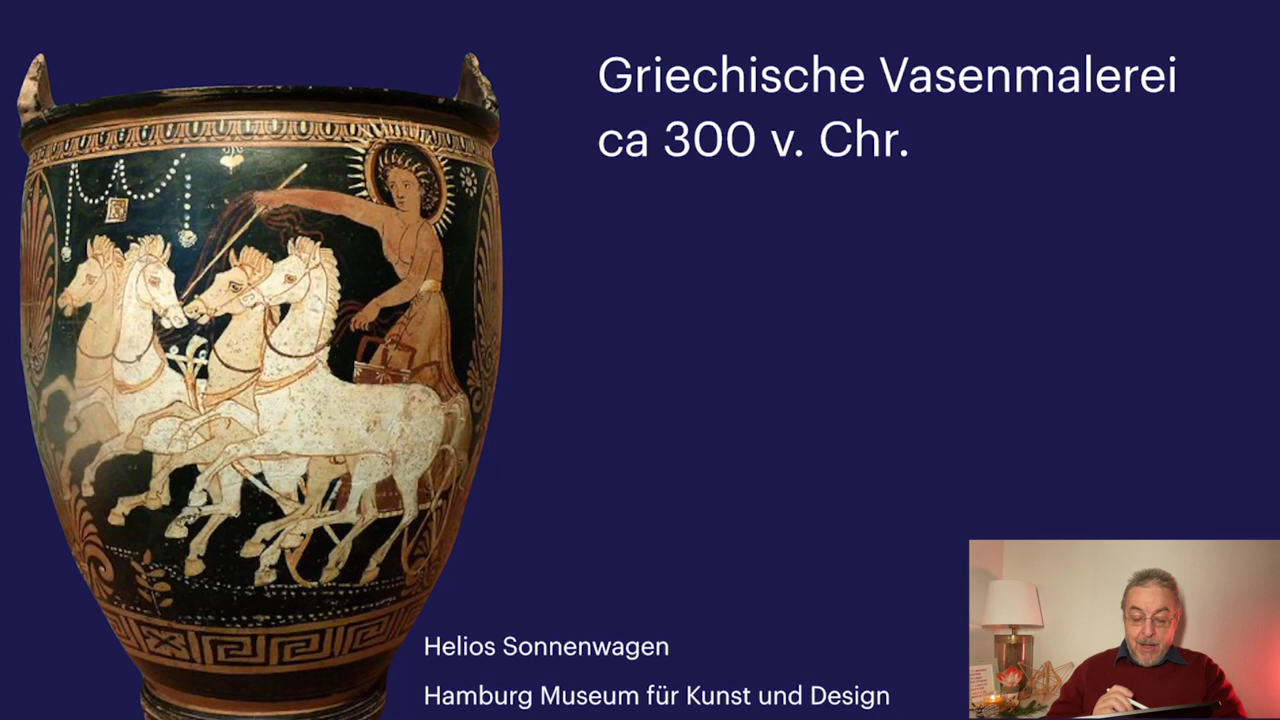 Griechische Vasenmalerei
ca 300 v. Chr.
Helios Sonnenwagen
Hamburg Museum für Kunst und Design